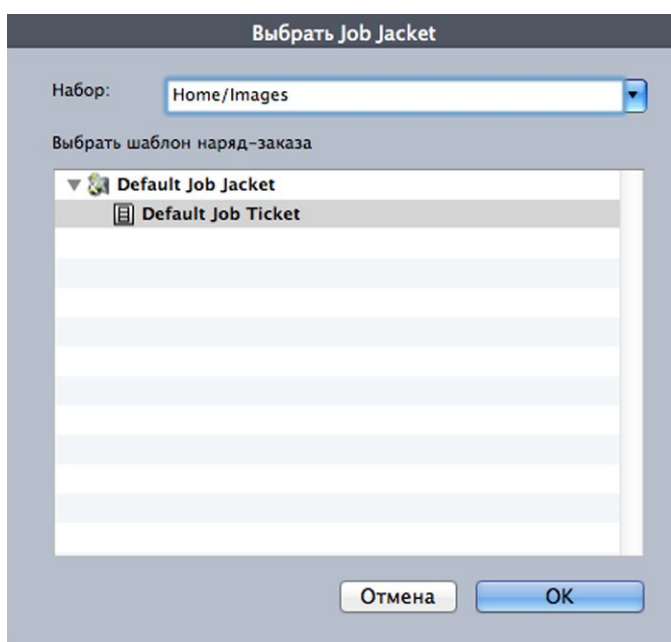 Выбрать Job Jacket
Набор: Home/Images
Выбрать шаблон наряд-заказа
Default Job Jacket
Default Job Ticket
Отмена OK